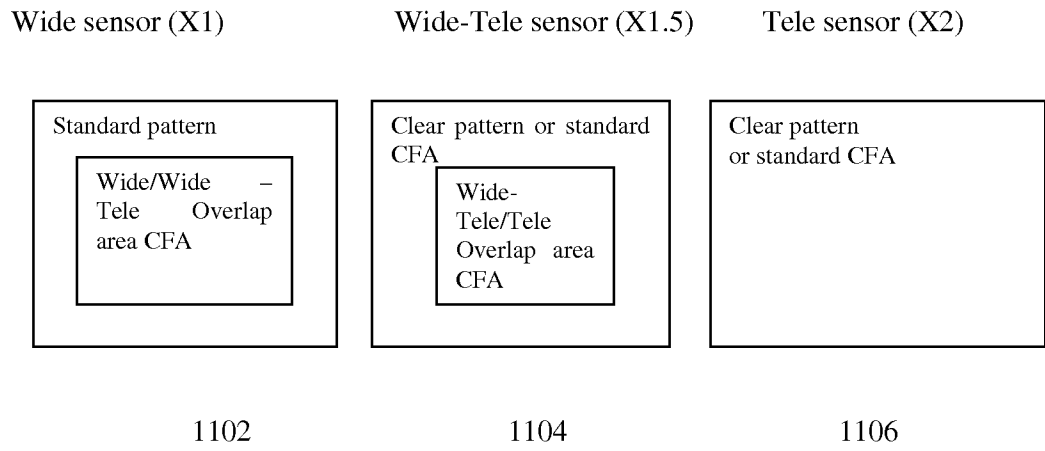 Wide sensor (X1)
Wide-Tele sensor (X1.5)
Tele sensor (X2)
Standard pattern
Wide/Wide –
Tele Overlap
area CFA
Clear pattern or standard
CFA
Wide-
Tele/Tele
Overlap area
CFA
Clear pattern
or standard CFA
1102
1104
1106